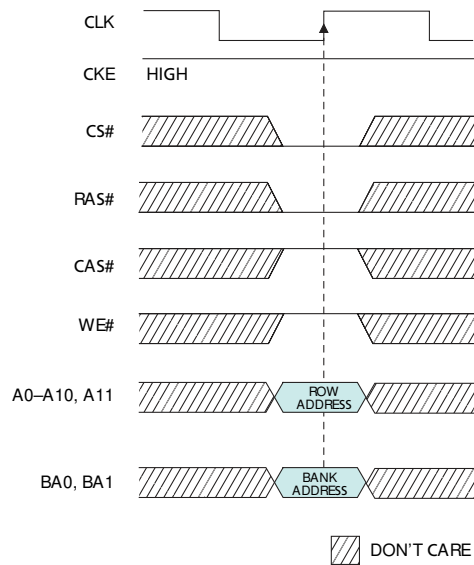 CLK
CKE HIGH
CS#
RAS#
CAS#
WE#
A0–A10, A11 ROW
ADDRESS
BA0, BA1 BANK
ADDRESS
DON'T CARE